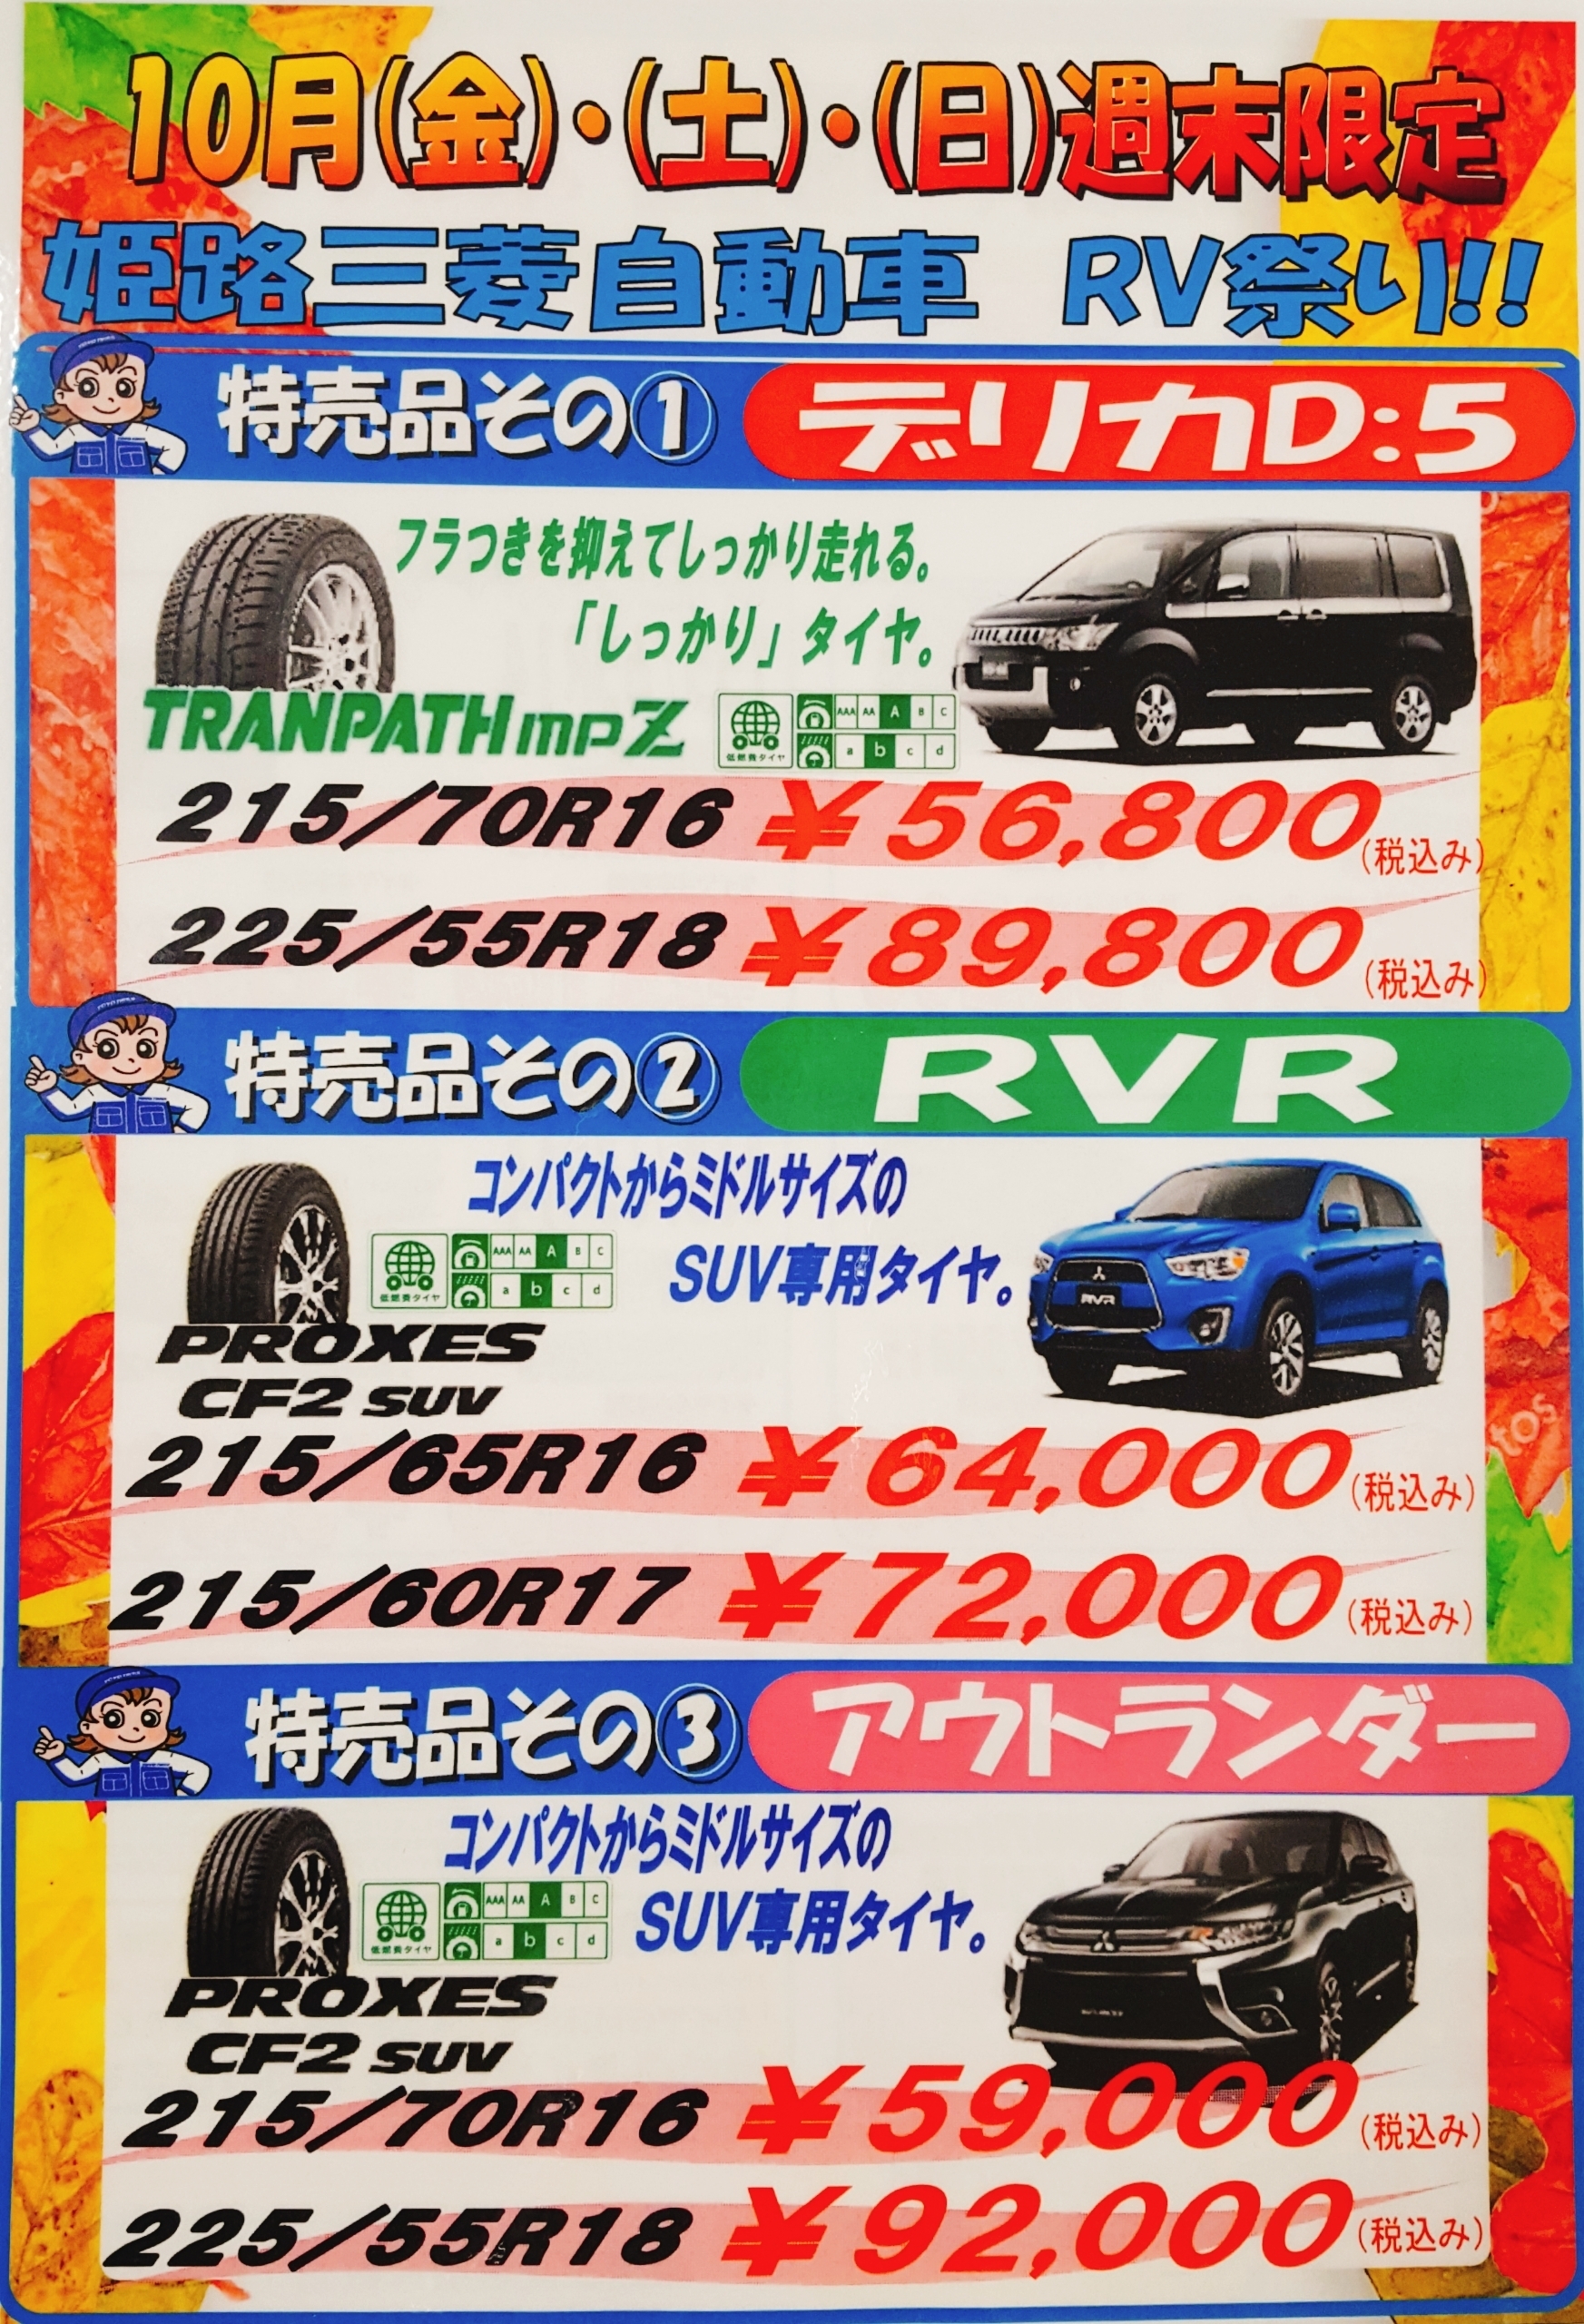 10月(金)・(土)・(日)週末限定
姫路三菱自動車 RV祭り!!
特売品その① デリカD:5
フラつきを抑えてしっかり走れる。
「しっかり」タイヤ。
TRANPATH mpZ
低燃費タイヤ
AAA AA A B C
a b c d
215/70R16 ¥56,800(税込み)
225/55R18 ¥89,800(税込み)
特売品その② RVR
コンパクトからミドルサイズの
SUV専用タイヤ。
低燃費タイヤ
AAA AA A B C
a b c d
RVR
PROXES
CF2 SUV
215/65R16 ¥64,000(税込み)
215/60R17 ¥72,000(税込み)
tos
特売品その③ アウトランダー
コンパクトからミドルサイズの
SUV専用タイヤ。
低燃費タイヤ
AAA AA A B C
a b c d
PROXES
CF2 SUV
215/70R16 ¥59,000(税込み)
225/55R18 ¥92,000(税込み)